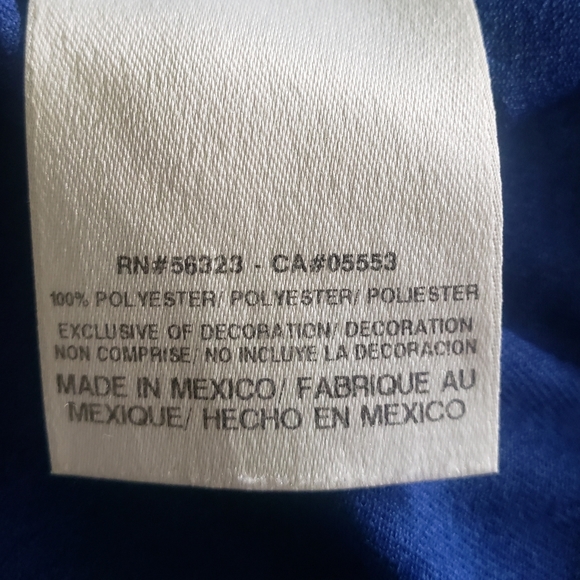 RN#56323 - CA#05553
100% POLYESTER/ POLYESTER/ POLIESTER
EXCLUSIVE OF DECORATION/ DECORATION
NON COMPRISE/ NO INCLUYE LA DECORACION
MADE IN MEXICO/ FABRIQUE AU
MEXIQUE/ HECHO EN MEXICO